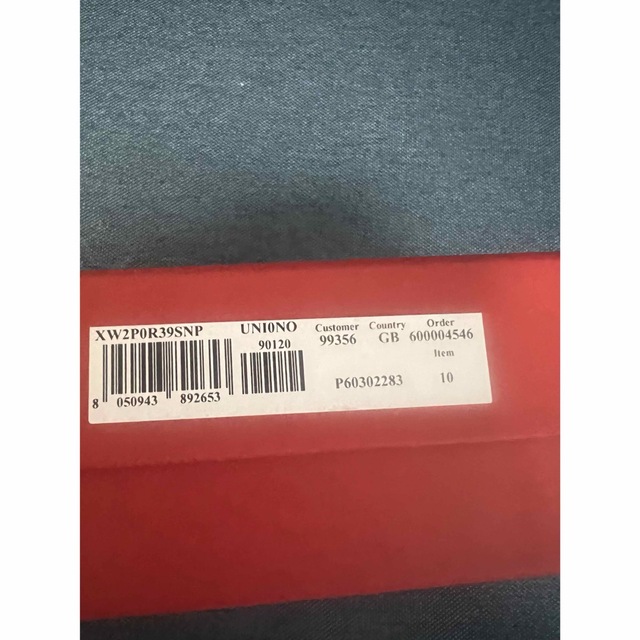 XW2P0R39SNP UNI0NO Customer Country Order
90120 99356 GB 600004546
Item
P60302283 10
8 050943 892653